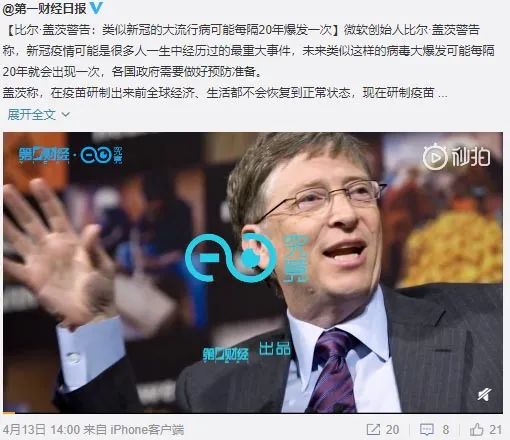 @第一财经日报
【比尔·盖茨警告：类似新冠的大流行病可能每隔20年爆发一次】微软创始人比尔·盖茨警告
称，新冠疫情可能是很多人一生中经历过的最重大事件，未来类似这样的病毒大爆发可能每隔
20年就会出现一次，各国政府需要做好预防准备。
盖茨称，在疫苗研制出来前全球经济、生活都不会恢复到正常状态，现在研制疫苗 ...
展开全文
第一财经 · 究竟
秒拍
究竟
第一财经 出品
4月13日 14:00 来自 iPhone客户端
20 8 21